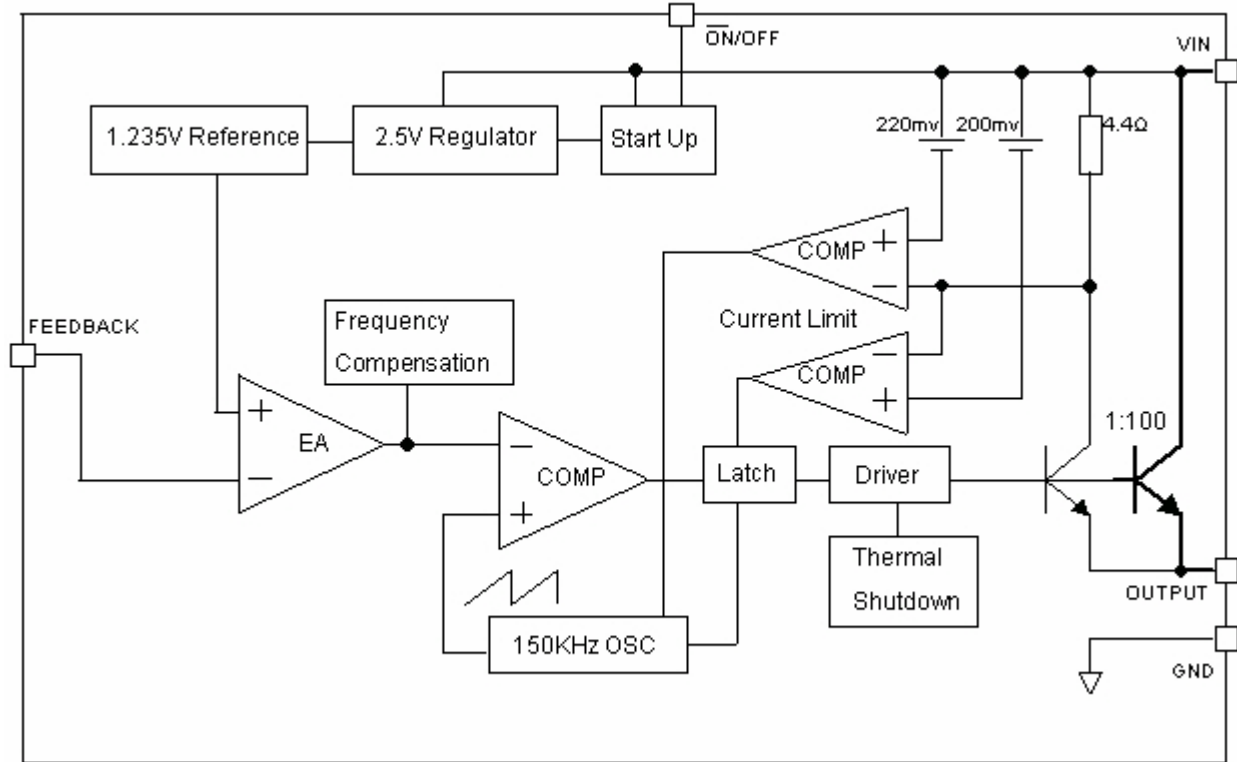 ON/OFF
VIN
1.235V Reference
2.5V Regulator
Start Up
220mv
200mv
4.4Ω
+
COMP
−
FEEDBACK
Frequency
Compensation
Current Limit
−
COMP
+
+
EA
−
−
COMP
+
1:100
Latch
Driver
Thermal
Shutdown
OUTPUT
150KHz OSC
GND